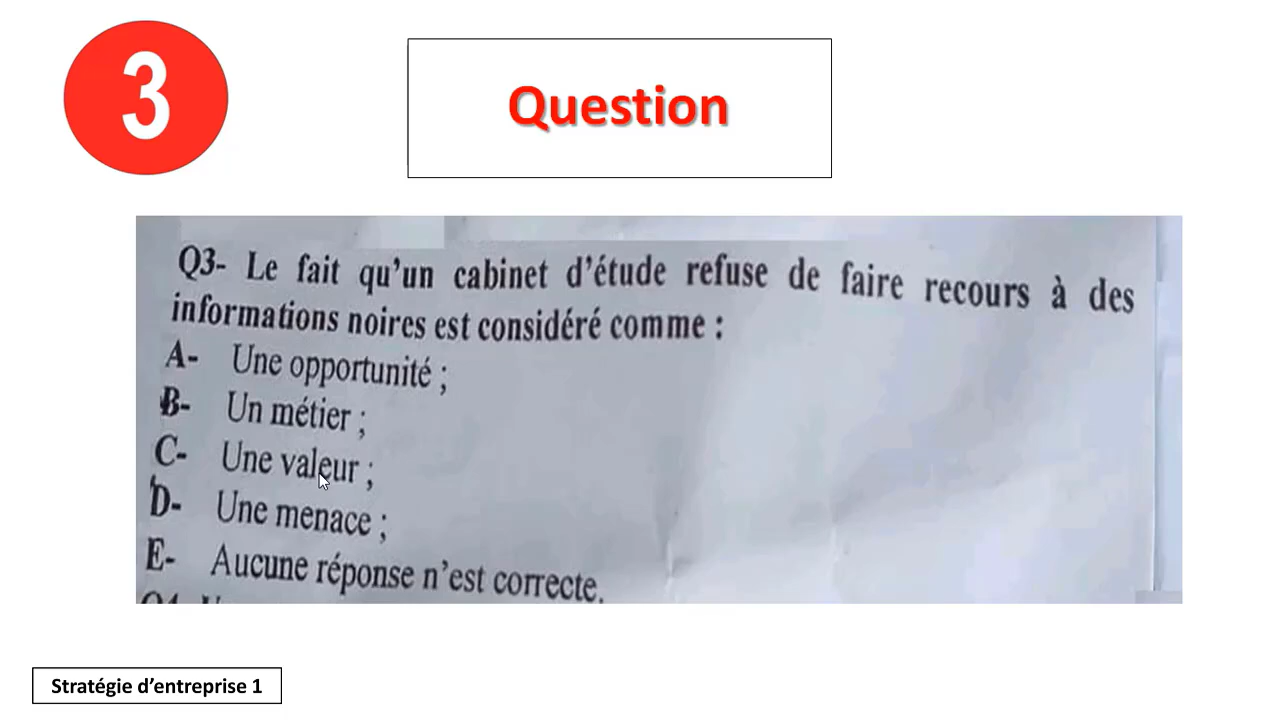 3
Question
Q3- Le fait qu'un cabinet d'étude refuse de faire recours à des
informations noires est considéré comme :
A- Une opportunité ;
B- Un métier ;
C- Une valeur ;
D- Une menace ;
E- Aucune réponse n'est correcte.
Stratégie d'entreprise 1